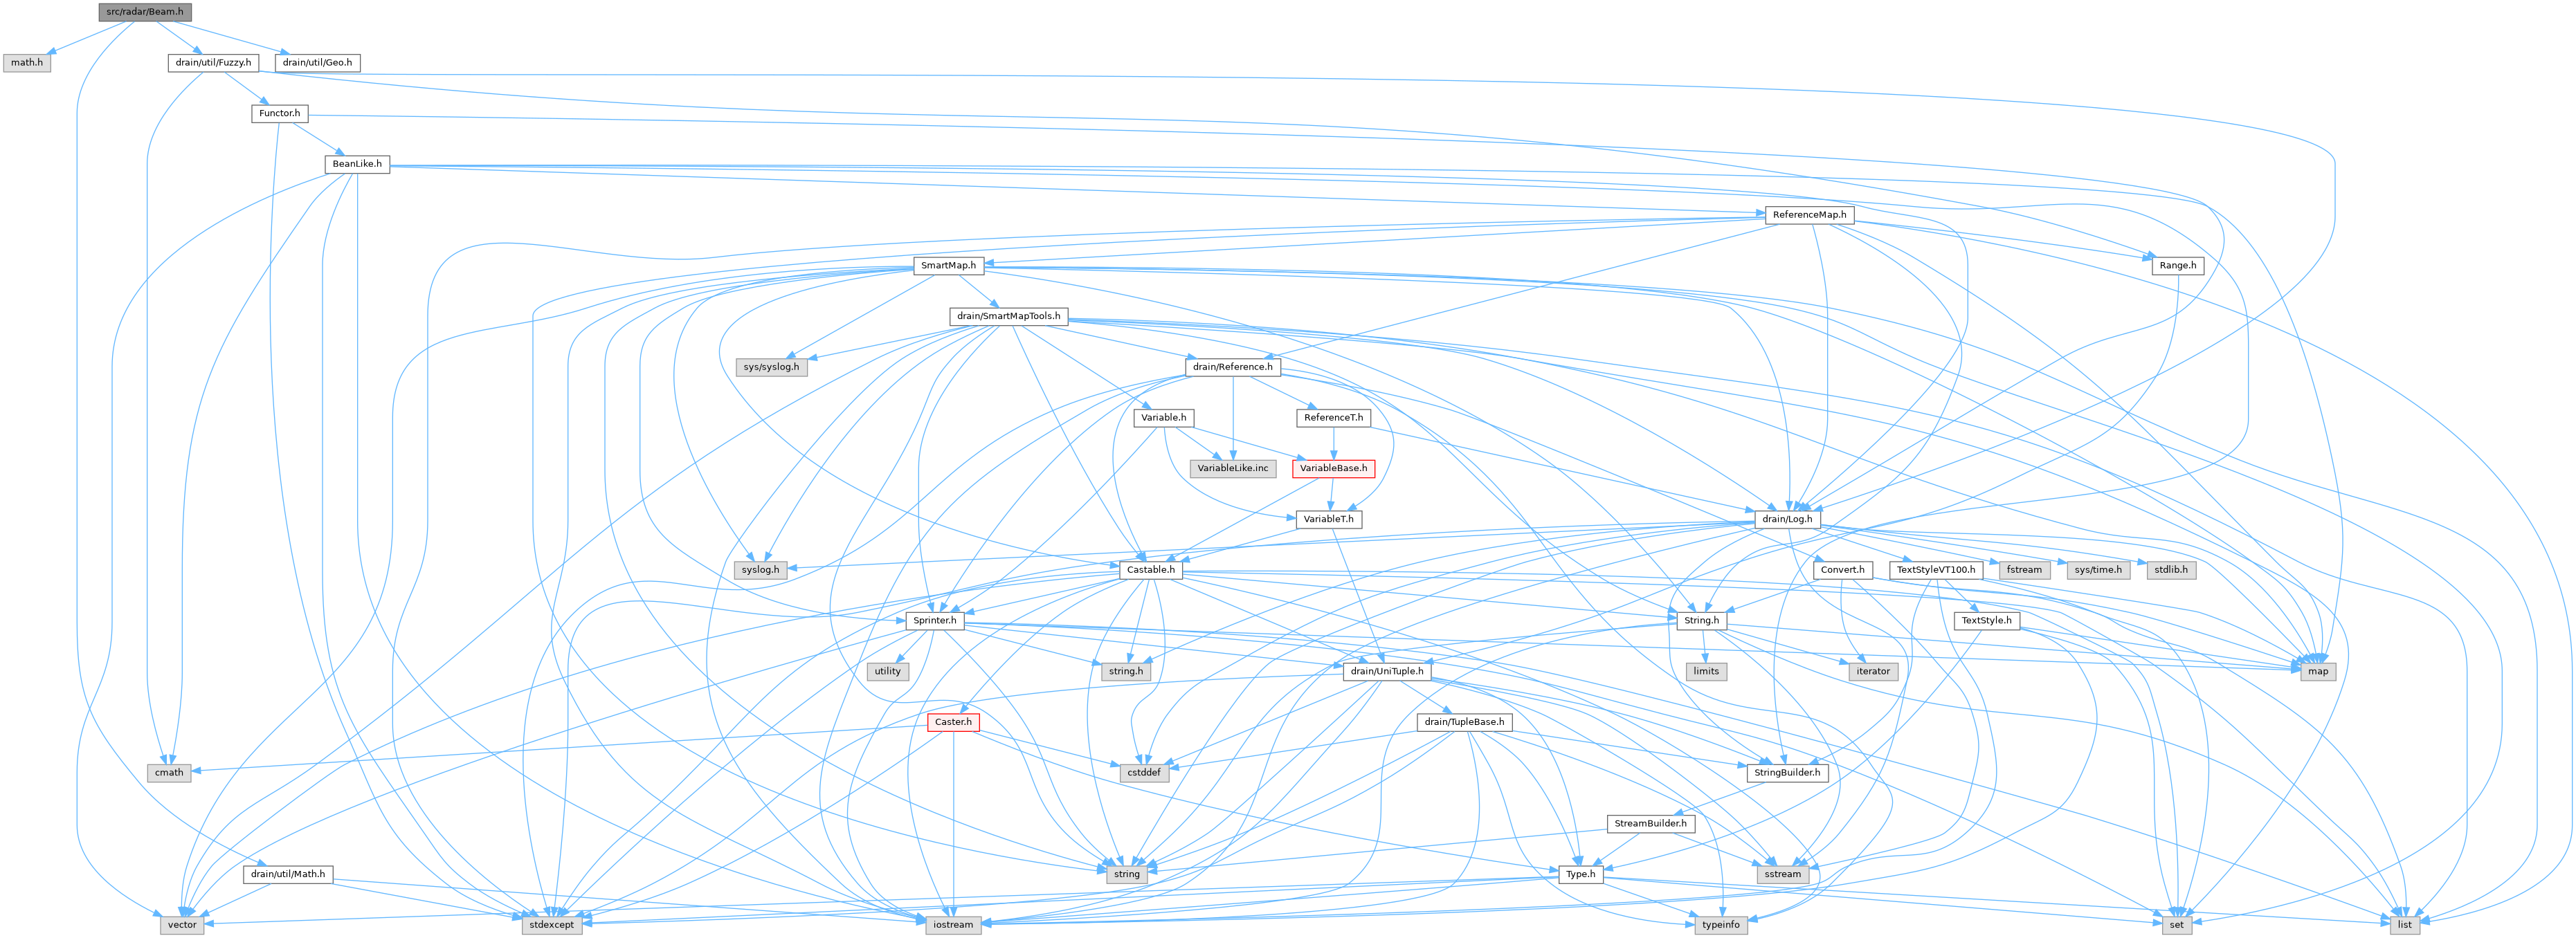 src/radar/Beam.h
math.h
drain/util/Fuzzy.h
drain/util/Geo.h
Functor.h
BeanLike.h
ReferenceMap.h
SmartMap.h
Range.h
drain/SmartMapTools.h
sys/syslog.h
drain/Reference.h
Variable.h
ReferenceT.h
VariableLike.inc
VariableBase.h
VariableT.h
drain/Log.h
syslog.h
Castable.h
Convert.h
TextStyleVT100.h
fstream
sys/time.h
stdlib.h
Sprinter.h
String.h
TextStyle.h
utility
string.h
drain/UniTuple.h
limits
iterator
map
Caster.h
drain/TupleBase.h
cmath
cstddef
StringBuilder.h
StreamBuilder.h
drain/util/Math.h
string
Type.h
sstream
vector
stdexcept
iostream
typeinfo
set
list